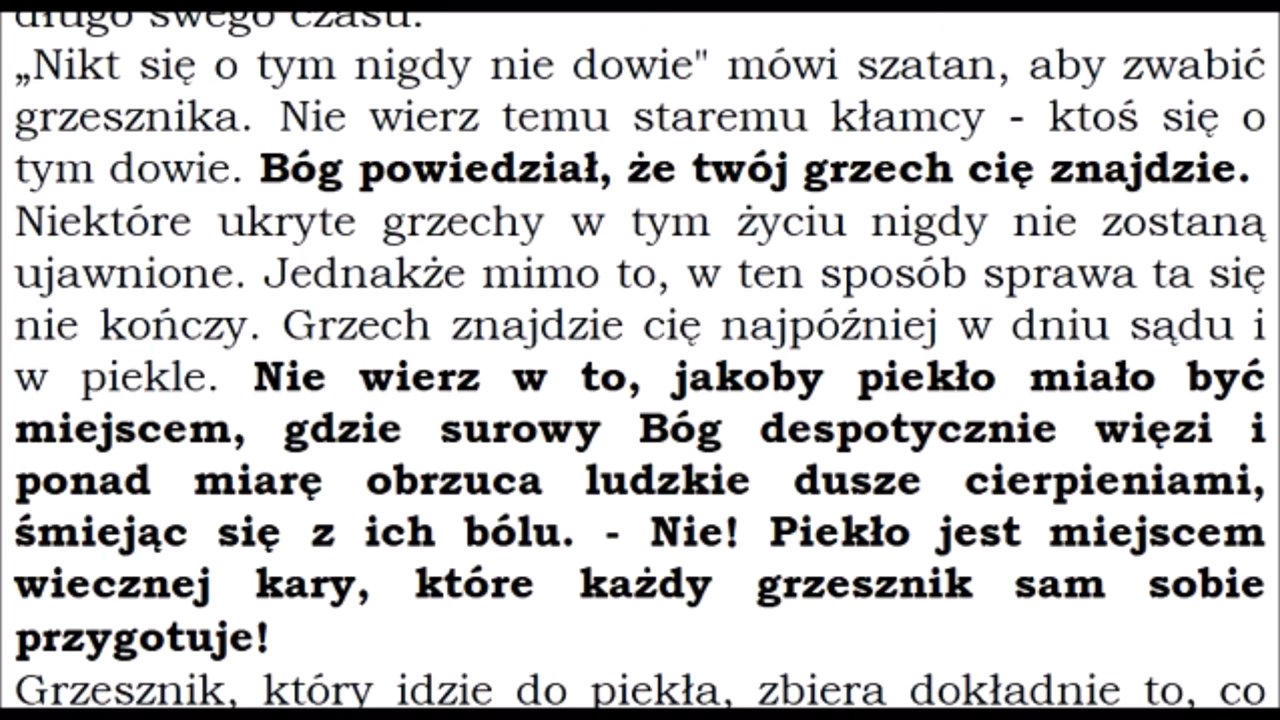 długo swego czasu.
„Nikt się o tym nigdy nie dowie" mówi szatan, aby zwabić
grzesznika. Nie wierz temu staremu kłamcy - ktoś się o
tym dowie. Bóg powiedział, że twój grzech cię znajdzie.
Niektóre ukryte grzechy w tym życiu nigdy nie zostaną
ujawnione. Jednakże mimo to, w ten sposób sprawa ta się
nie kończy. Grzech znajdzie cię najpóźniej w dniu sądu i
w piekle. Nie wierz w to, jakoby piekło miało być
miejscem, gdzie surowy Bóg despotycznie więzi i
ponad miarę obrzuca ludzkie dusze cierpieniami,
śmiejąc się z ich bólu. - Nie! Piekło jest miejscem
wiecznej kary, które każdy grzesznik sam sobie
przygotuje!
Grzesznik, który idzie do piekła, zbiera dokładnie to, co